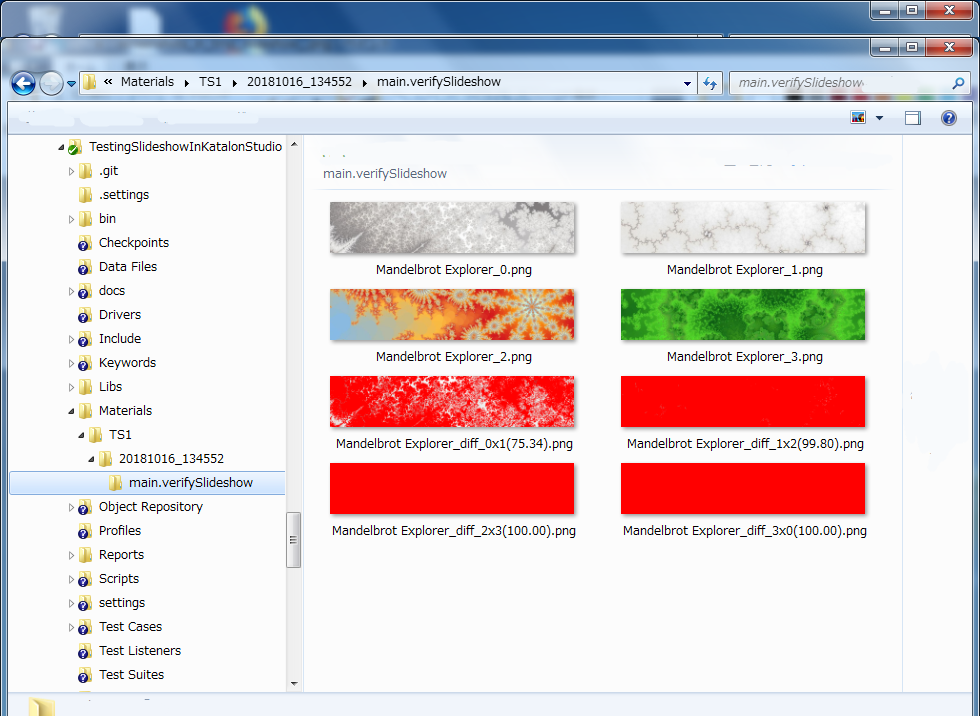 « Materials ▸ TS1 ▸ 20181016_134552 ▸ main.verifySlideshow
main.verifySlideshow
TestingSlideshowInKatalonStudio
.git
.settings
bin
Checkpoints
Data Files
docs
Drivers
Include
Keywords
Libs
Materials
TS1
20181016_134552
main.verifySlideshow
Object Repository
Profiles
Reports
Scripts
settings
Test Cases
Test Listeners
Test Suites
main.verifySlideshow
Mandelbrot Explorer_0.png
Mandelbrot Explorer_1.png
Mandelbrot Explorer_2.png
Mandelbrot Explorer_3.png
Mandelbrot Explorer_diff_0x1(75.34).png
Mandelbrot Explorer_diff_1x2(99.80).png
Mandelbrot Explorer_diff_2x3(100.00).png
Mandelbrot Explorer_diff_3x0(100.00).png